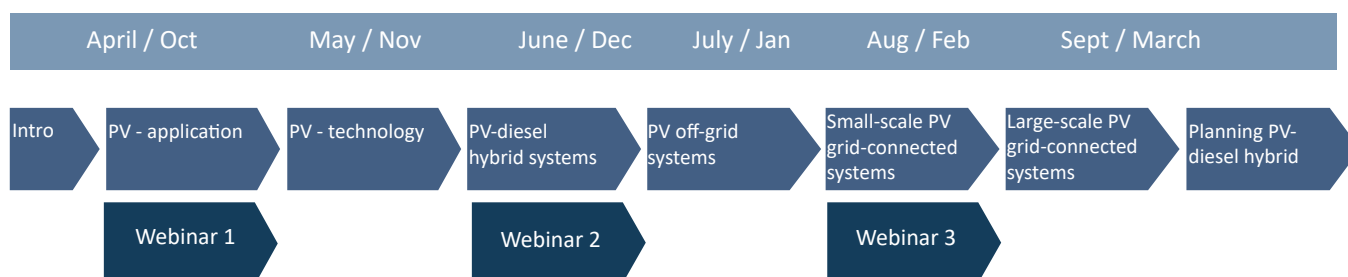 April / Oct May / Nov June / Dec July / Jan Aug / Feb Sept / March
Intro
PV - application
PV - technology
PV-diesel
hybrid systems
PV off-grid
systems
Small-scale PV
grid-connected
systems
Large-scale PV
grid-connected
systems
Planning PV-
diesel hybrid
Webinar 1
Webinar 2
Webinar 3